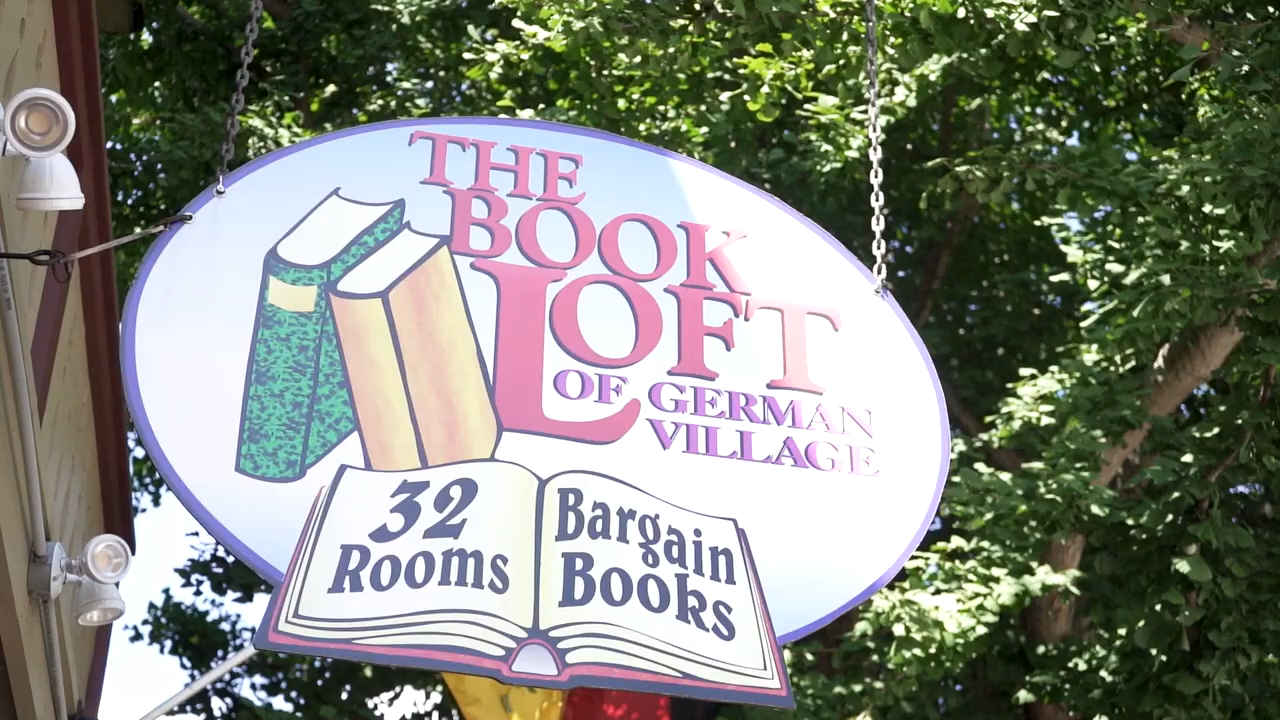 THE
BOOK
LOFT
OF GERMAN
VILLAGE
32
Rooms
Bargain
Books